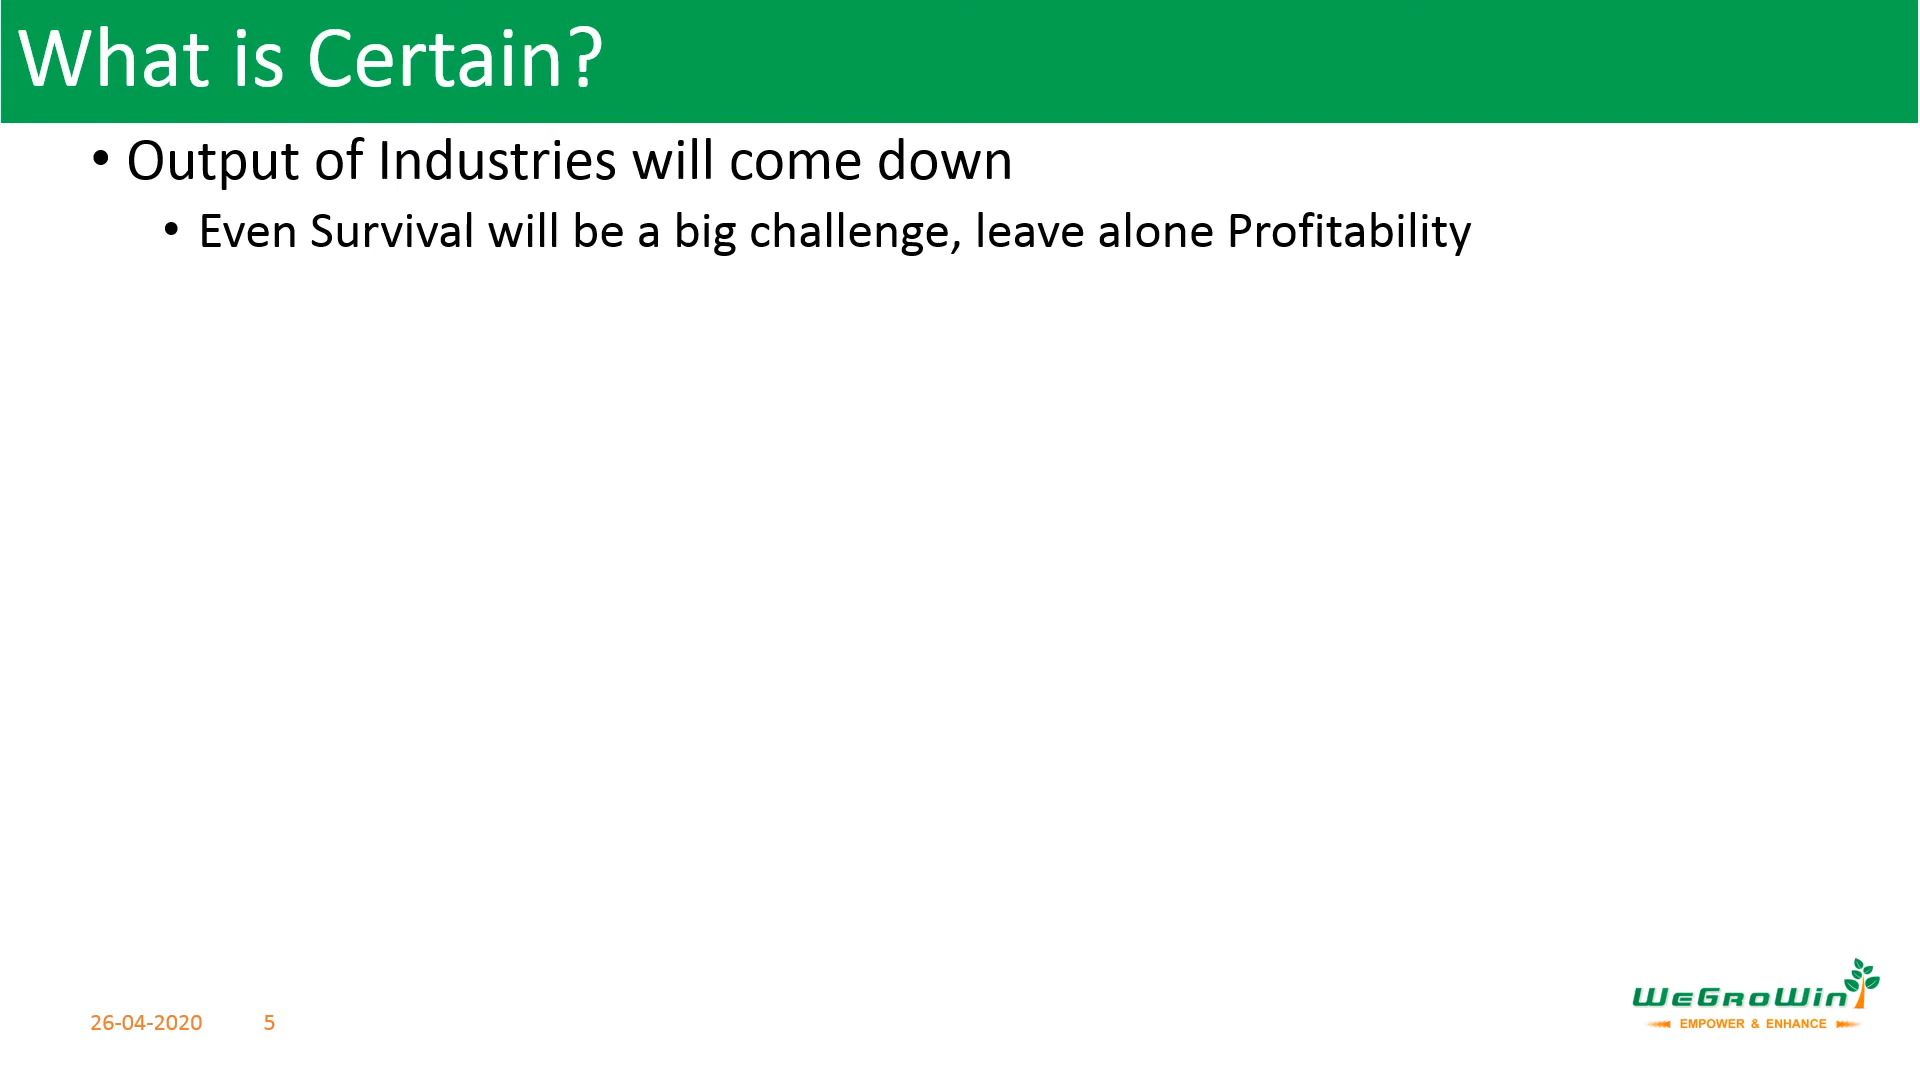 What is Certain?
• Output of Industries will come down
• Even Survival will be a big challenge, leave alone Profitability
26-04-2020 5
WeGroWin
EMPOWER & ENHANCE